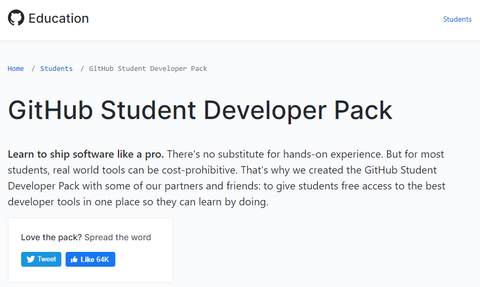 Education
Students
Home / Students / GitHub Student Developer Pack
GitHub Student Developer Pack
Learn to ship software like a pro. There's no substitute for hands-on experience. But for most
students, real world tools can be cost-prohibitive. That's why we created the GitHub Student
Developer Pack with some of our partners and friends: to give students free access to the best
developer tools in one place so they can learn by doing.
Love the pack? Spread the word
Tweet
Like 64K